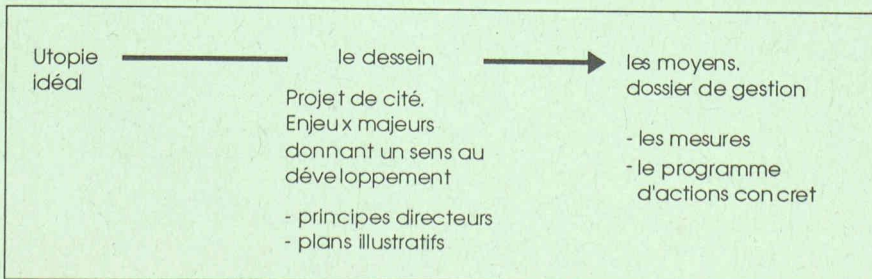 Utopie
idéal
le dessein
Projet de cité.
Enjeux majeurs
donnant un sens au
développement
- principes directeurs
- plans illustratifs
les moyens.
dossier de gestion
- les mesures
- le programme
d'actions concret